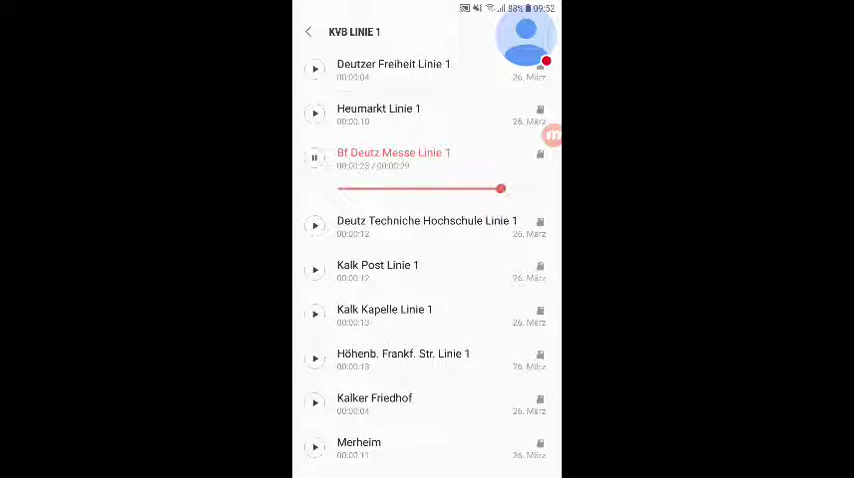 88% 09:52
KVB LINIE 1
Deutzer Freiheit Linie 1
00:00:04 26. März
Heumarkt Linie 1
00:00:10 26. März
Bf Deutz Messe Linie 1
00:00:23 / 00:00:29
Deutz Techniche Hochschule Linie 1
00:00:12 26. März
Kalk Post Linie 1
00:00:12 26. März
Kalk Kapelle Linie 1
00:00:13 26. März
Höhenb. Frankf. Str. Linie 1
00:00:13 26. März
Kalker Friedhof
00:00:04 26. März
Merheim
00:00:11 26. März